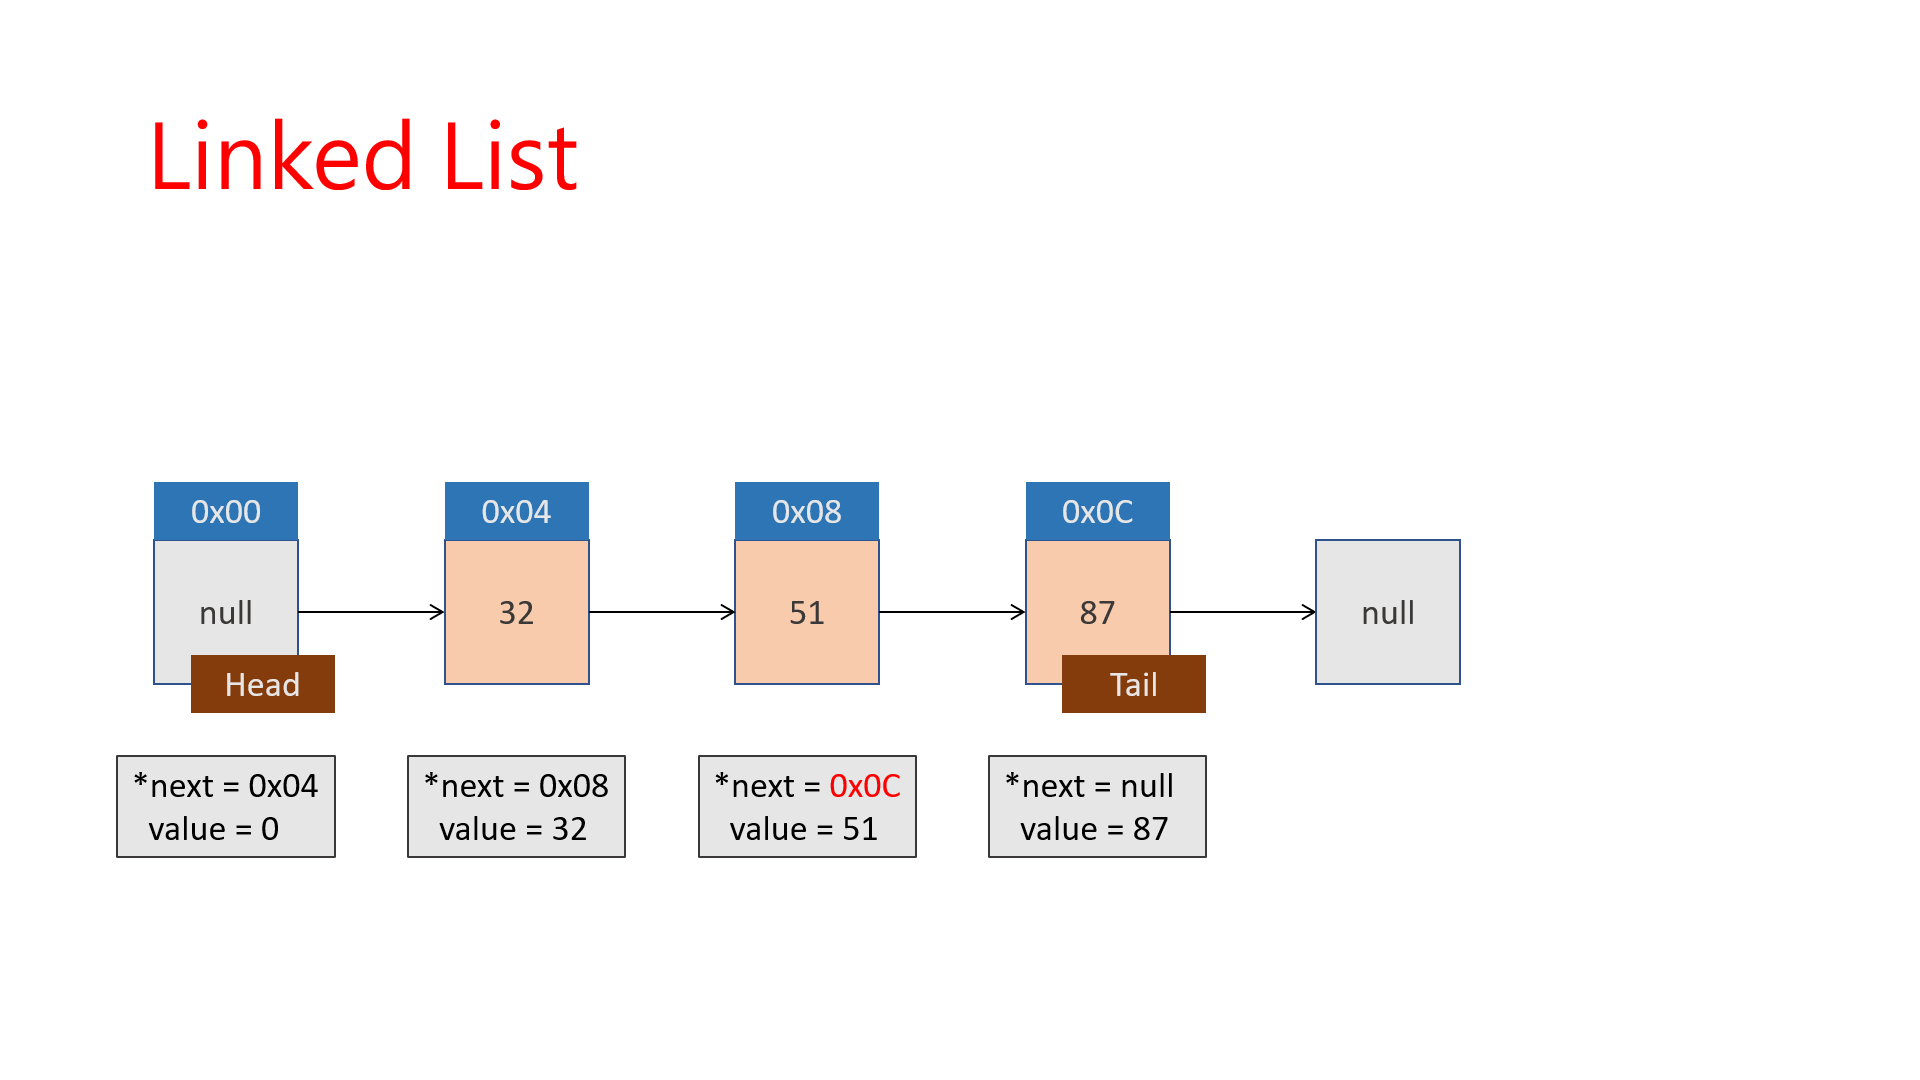 Linked List
0x00
0x04
0x08
0x0C
null
32
51
87
null
Head
Tail
*next = 0x04
value = 0
*next = 0x08
value = 32
*next = 0x0C
value = 51
*next = null
value = 87